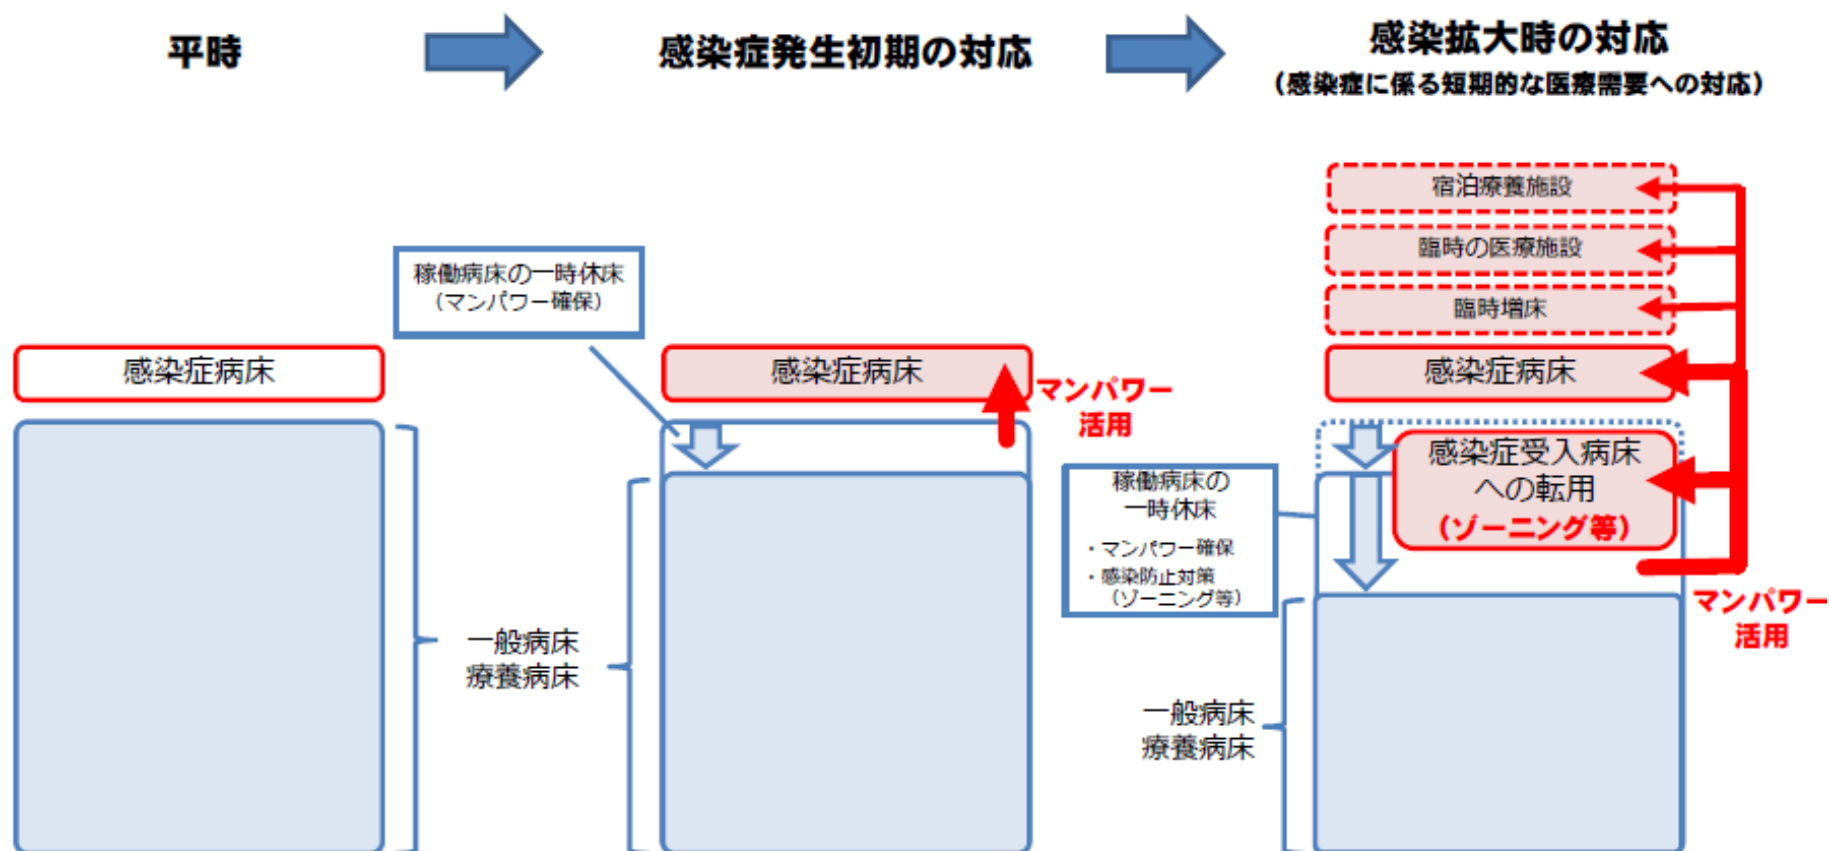 平時
感染症発生初期の対応
感染拡大時の対応
（感染症に係る短期的な医療需要への対応）
感染症病床
一般病床
療養病床
稼働病床の一時休床
（マンパワー確保）
感染症病床
マンパワー
活用
宿泊療養施設
臨時の医療施設
臨時増床
感染症病床
感染症受入病床
への転用
（ゾーニング等）
稼働病床の
一時休床
・マンパワー確保
・感染防止対策
（ゾーニング等）
マンパワー
活用
一般病床
療養病床